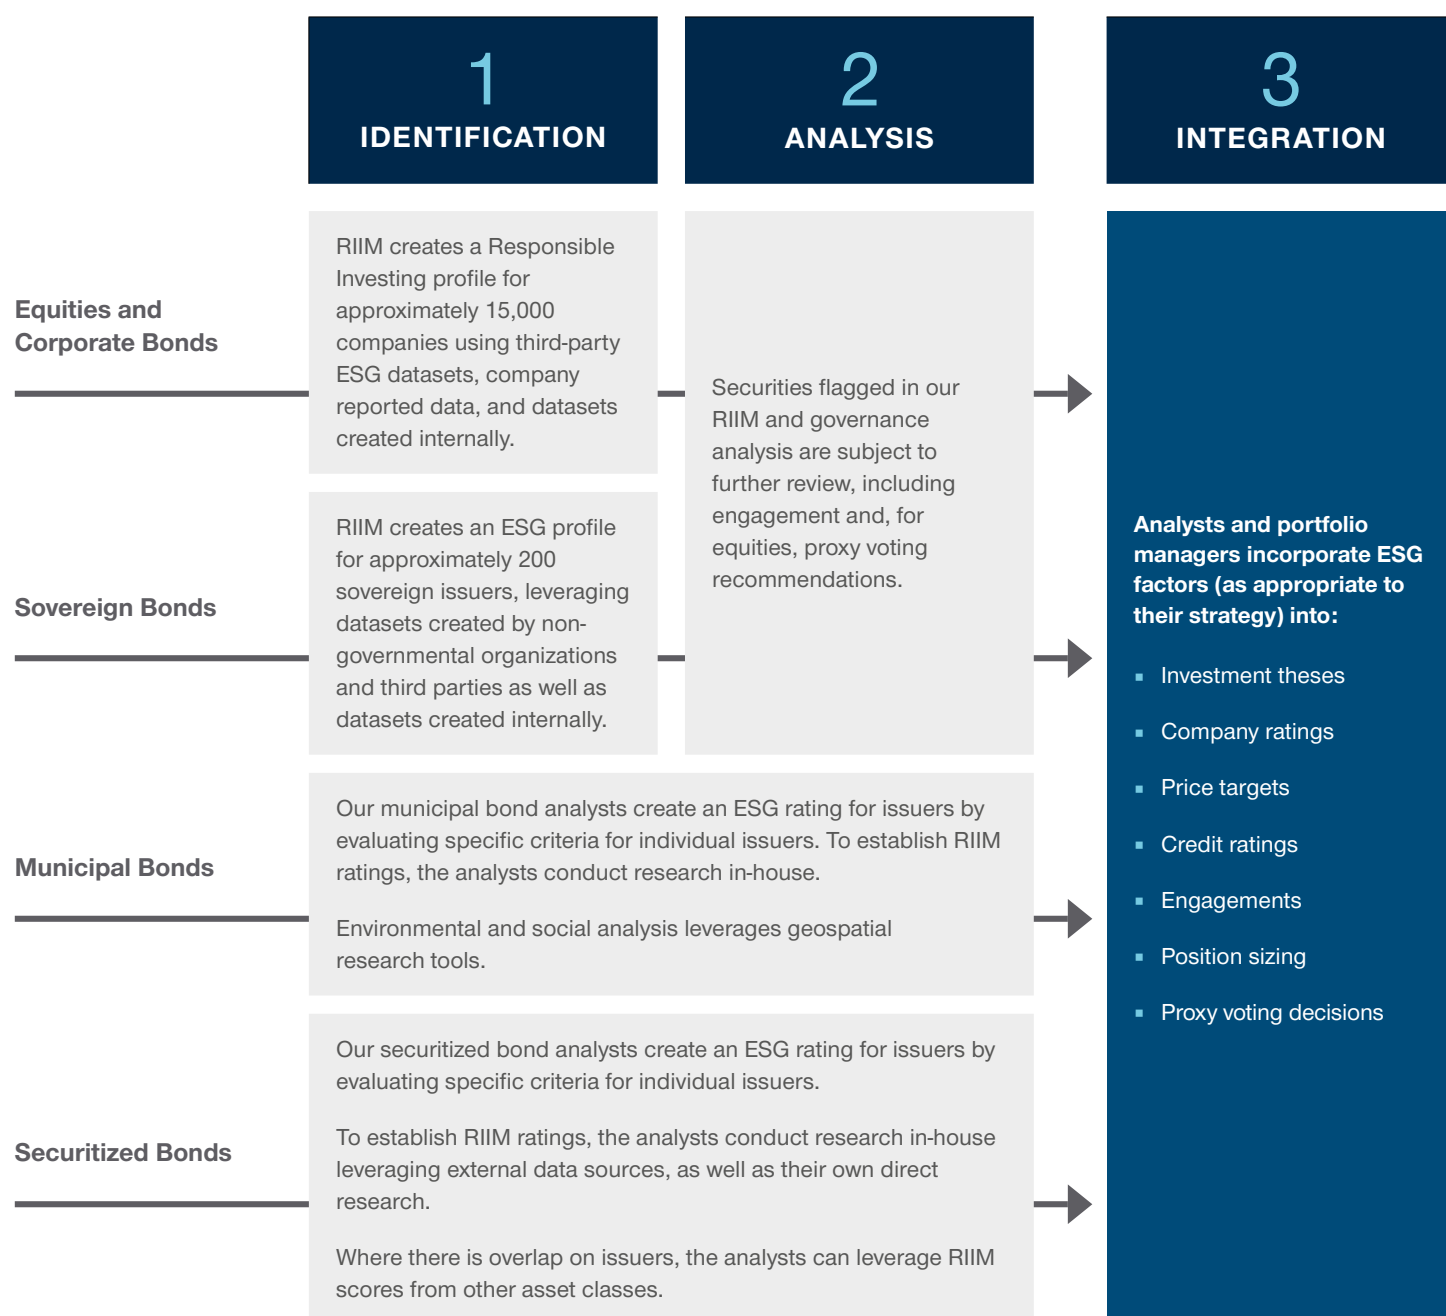 1
IDENTIFICATION
2
ANALYSIS
3
INTEGRATION
Equities and
Corporate Bonds
RIIM creates a Responsible
Investing profile for
approximately 15,000
companies using third-party
ESG datasets, company
reported data, and datasets
created internally.
Securities flagged in our
RIIM and governance
analysis are subject to
further review, including
engagement and, for
equities, proxy voting
recommendations.
Sovereign Bonds
RIIM creates an ESG profile
for approximately 200
sovereign issuers, leveraging
datasets created by non-
governmental organizations
and third parties as well as
datasets created internally.
Municipal Bonds
Our municipal bond analysts create an ESG rating for issuers by
evaluating specific criteria for individual issuers. To establish RIIM
ratings, the analysts conduct research in-house.
Environmental and social analysis leverages geospatial
research tools.
Securitized Bonds
Our securitized bond analysts create an ESG rating for issuers by
evaluating specific criteria for individual issuers.
To establish RIIM ratings, the analysts conduct research in-house
leveraging external data sources, as well as their own direct
research.
Where there is overlap on issuers, the analysts can leverage RIIM
scores from other asset classes.
Analysts and portfolio
managers incorporate ESG
factors (as appropriate to
their strategy) into:
▪ Investment theses
▪ Company ratings
▪ Price targets
▪ Credit ratings
▪ Engagements
▪ Position sizing
▪ Proxy voting decisions